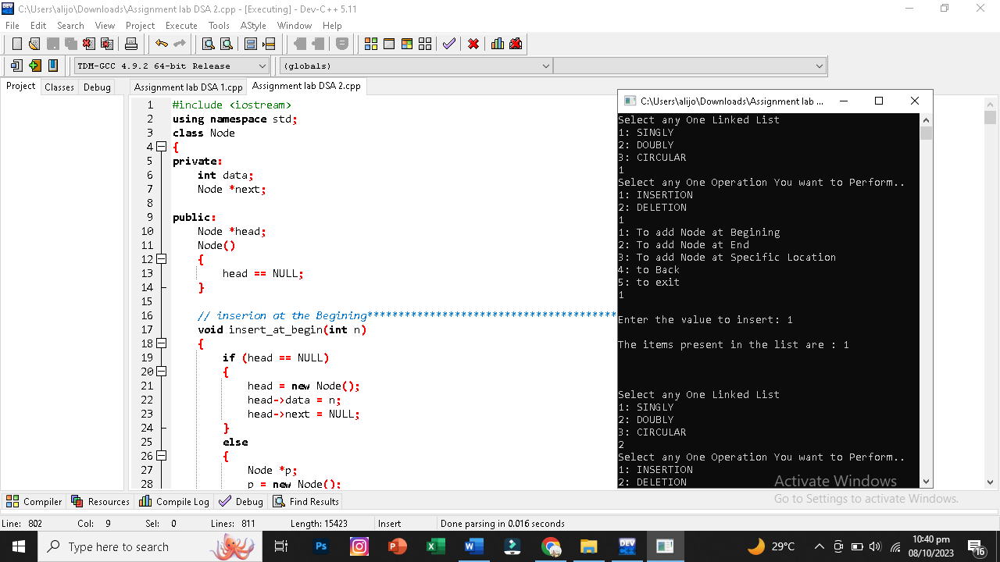 C:\Users\alijo\Downloads\Assignment lab DSA 2.cpp - [Executing] - Dev-C++ 5.11
File Edit Search View Project Execute Tools AStyle Window Help
TDM-GCC 4.9.2 64-bit Release (globals)
Project Classes Debug Assignment lab DSA 1.cpp Assignment lab DSA 2.cpp
1 #include <iostream>
2 using namespace std;
3 class Node
4 {
5 private:
6 int data;
7 Node *next;
8
9 public:
10 Node *head;
11 Node()
12 {
13 head == NULL;
14 }
15
16 // inserion at the Begining****************************************
17 void insert_at_begin(int n)
18 {
19 if (head == NULL)
20 {
21 head = new Node();
22 head->data = n;
23 head->next = NULL;
24 }
25 else
26 {
27 Node *p;
28 p = new Node();
C:\Users\alijo\Downloads\Assignment lab ...
Select any One Linked List
1: SINGLY
2: DOUBLY
3: CIRCULAR
1
Select any One Operation You want to Perform..
1: INSERTION
2: DELETION
1
1: To add Node at Begining
2: To add Node at End
3: To add Node at Specific Location
4: to Back
5: to exit
1
Enter the value to insert: 1
The items present in the list are : 1
Select any One Linked List
1: SINGLY
2: DOUBLY
3: CIRCULAR
2
Select any One Operation You want to Perform..
1: INSERTION
2: DELETION
Activate Windows
Go to Settings to activate Windows.
Compiler Resources Compile Log Debug Find Results
Line: 802 Col: 9 Sel: 0 Lines: 811 Length: 15423 Insert Done parsing in 0.016 seconds
Type here to search
Ps
DEV
29°C
10:40 pm
08/10/2023
16